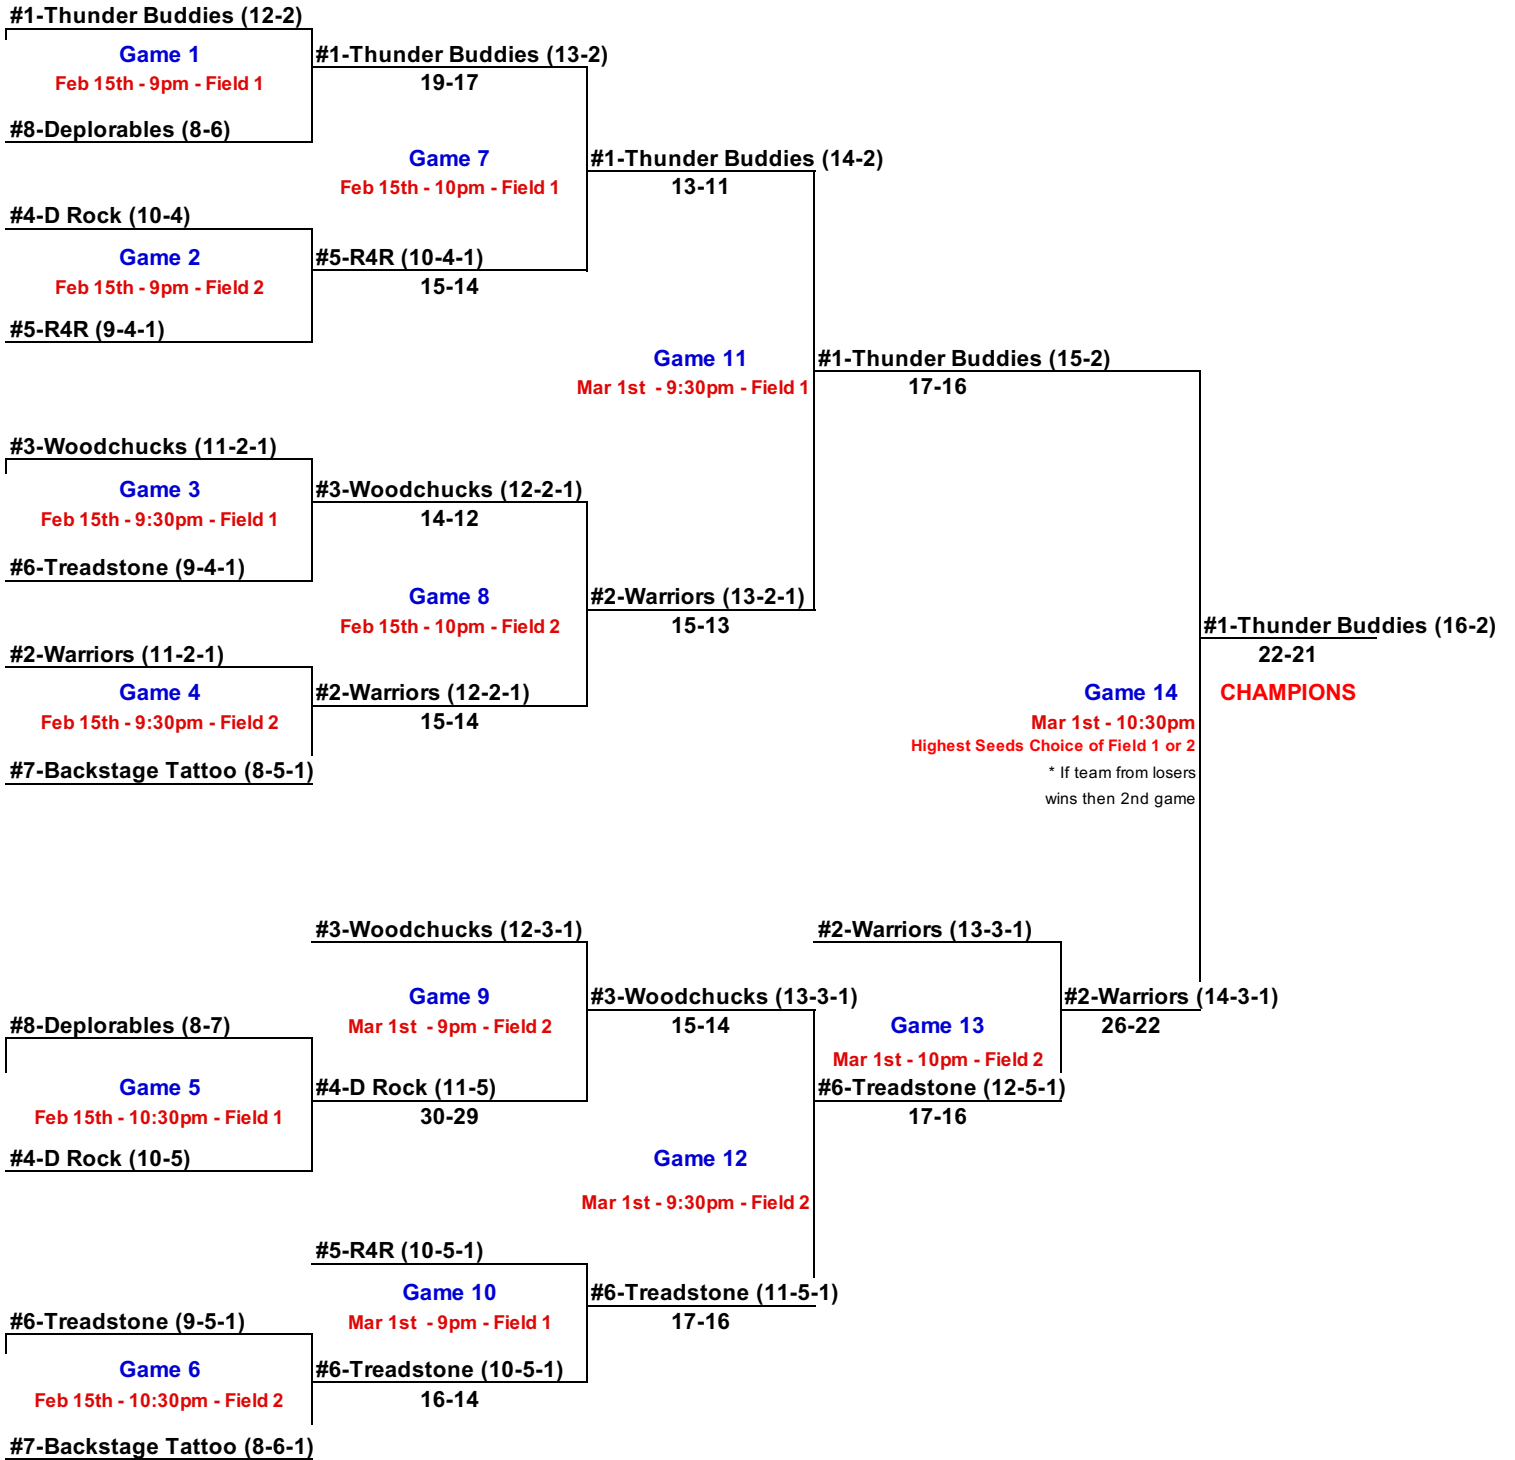 #1-Thunder Buddies (12-2)
Game 1
Feb 15th - 9pm - Field 1
#8-Deplorables (8-6)
#1-Thunder Buddies (13-2)
19-17
#4-D Rock (10-4)
Game 2
Feb 15th - 9pm - Field 2
#5-R4R (9-4-1)
#5-R4R (10-4-1)
15-14
Game 7
Feb 15th - 10pm - Field 1
#1-Thunder Buddies (14-2)
13-11
#3-Woodchucks (11-2-1)
Game 3
Feb 15th - 9:30pm - Field 1
#6-Treadstone (9-4-1)
#3-Woodchucks (12-2-1)
14-12
#2-Warriors (11-2-1)
Game 4
Feb 15th - 9:30pm - Field 2
#7-Backstage Tattoo (8-5-1)
#2-Warriors (12-2-1)
15-14
Game 8
Feb 15th - 10pm - Field 2
#2-Warriors (13-2-1)
15-13
Game 11
Mar 1st - 9:30pm - Field 1
#1-Thunder Buddies (15-2)
17-16
Game 14
Mar 1st - 10:30pm
Highest Seeds Choice of Field 1 or 2
* If team from losers
wins then 2nd game
#1-Thunder Buddies (16-2)
22-21
CHAMPIONS
#3-Woodchucks (12-3-1)
Game 9
Mar 1st - 9pm - Field 2
#8-Deplorables (8-7)
Game 5
Feb 15th - 10:30pm - Field 1
#4-D Rock (10-5)
#4-D Rock (11-5)
30-29
#3-Woodchucks (13-3-1)
15-14
#5-R4R (10-5-1)
Game 10
Mar 1st - 9pm - Field 1
#6-Treadstone (9-5-1)
Game 6
Feb 15th - 10:30pm - Field 2
#7-Backstage Tattoo (8-6-1)
#6-Treadstone (10-5-1)
16-14
#6-Treadstone (11-5-1)
17-16
Game 12
Mar 1st - 9:30pm - Field 2
#2-Warriors (13-3-1)
Game 13
Mar 1st - 10pm - Field 2
#6-Treadstone (12-5-1)
17-16
#2-Warriors (14-3-1)
26-22